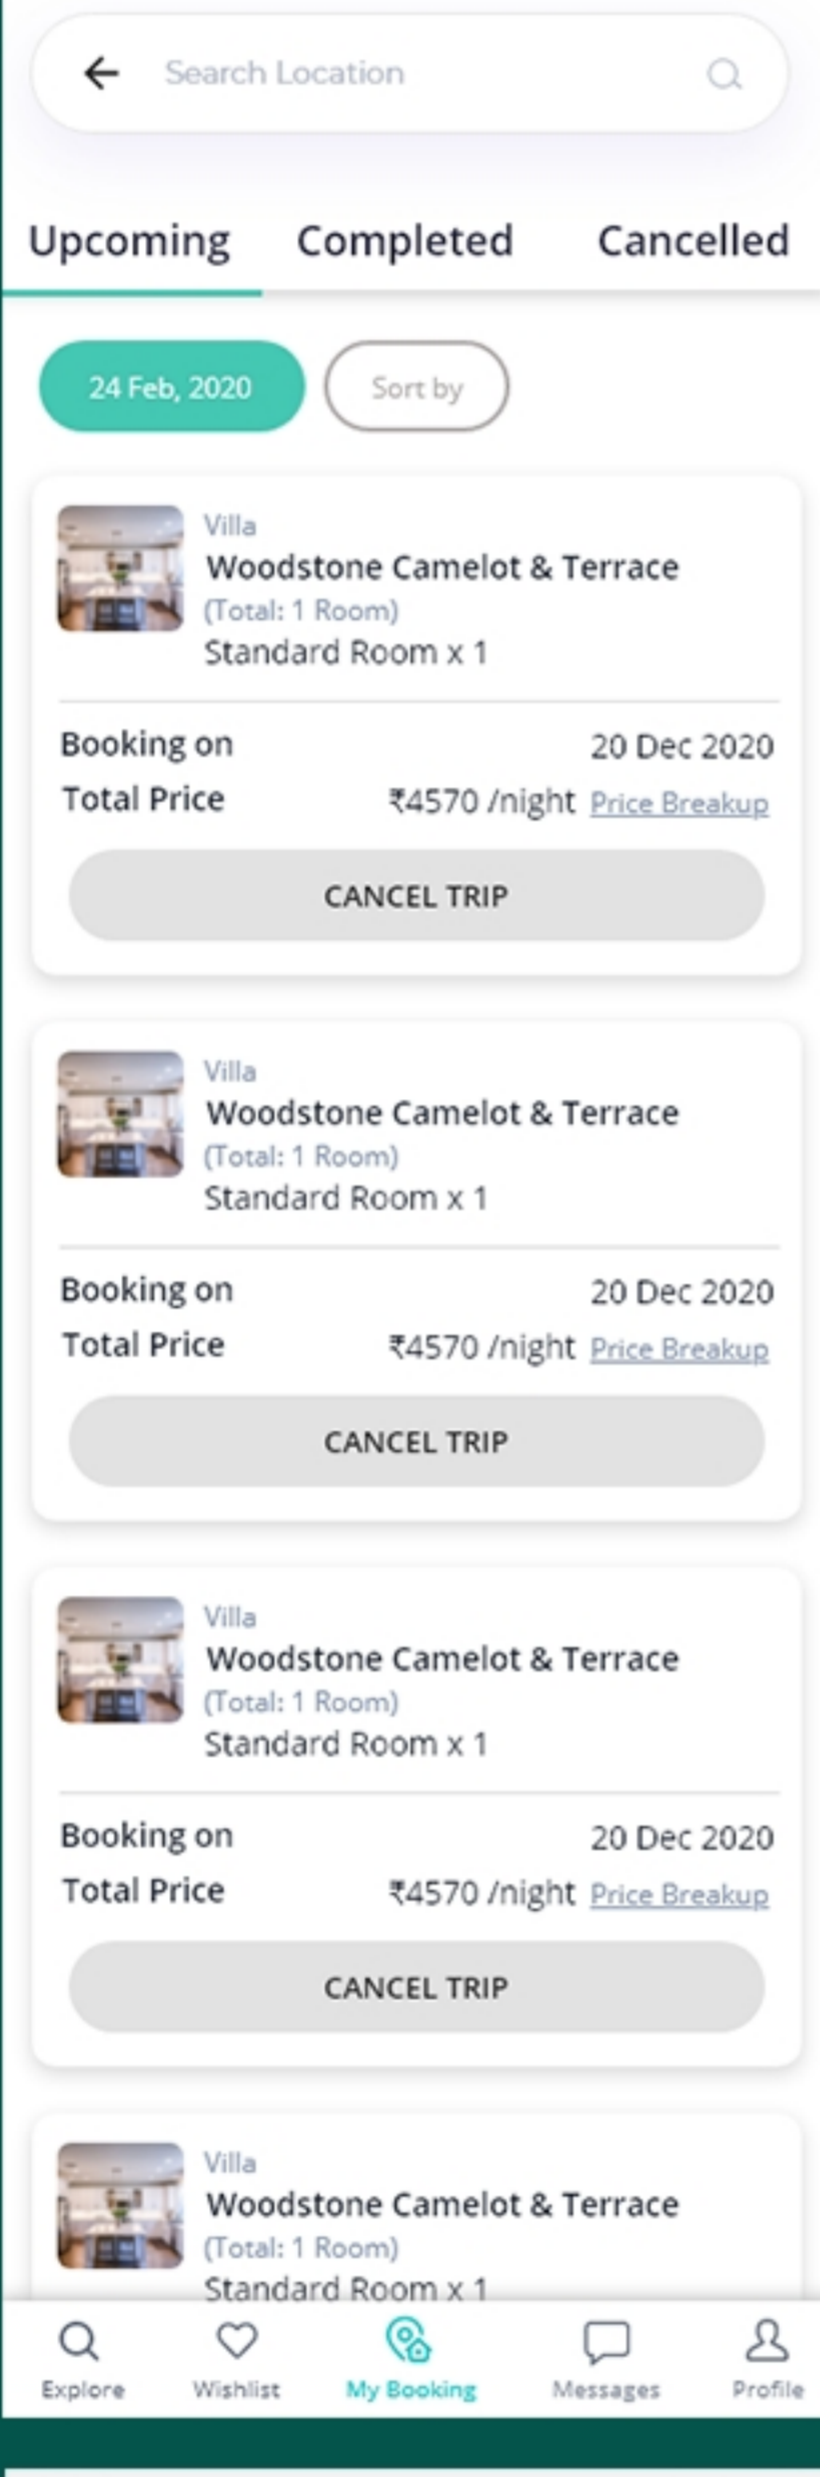 Search Location
Upcoming Completed Cancelled
24 Feb, 2020 Sort by
Villa
Woodstone Camelot & Terrace
(Total: 1 Room)
Standard Room x 1
Booking on 20 Dec 2020
Total Price ₹4570 /night Price Breakup
CANCEL TRIP
Villa
Woodstone Camelot & Terrace
(Total: 1 Room)
Standard Room x 1
Booking on 20 Dec 2020
Total Price ₹4570 /night Price Breakup
CANCEL TRIP
Villa
Woodstone Camelot & Terrace
(Total: 1 Room)
Standard Room x 1
Booking on 20 Dec 2020
Total Price ₹4570 /night Price Breakup
CANCEL TRIP
Villa
Woodstone Camelot & Terrace
(Total: 1 Room)
Standard Room x 1
Explore Wishlist My Booking Messages Profile